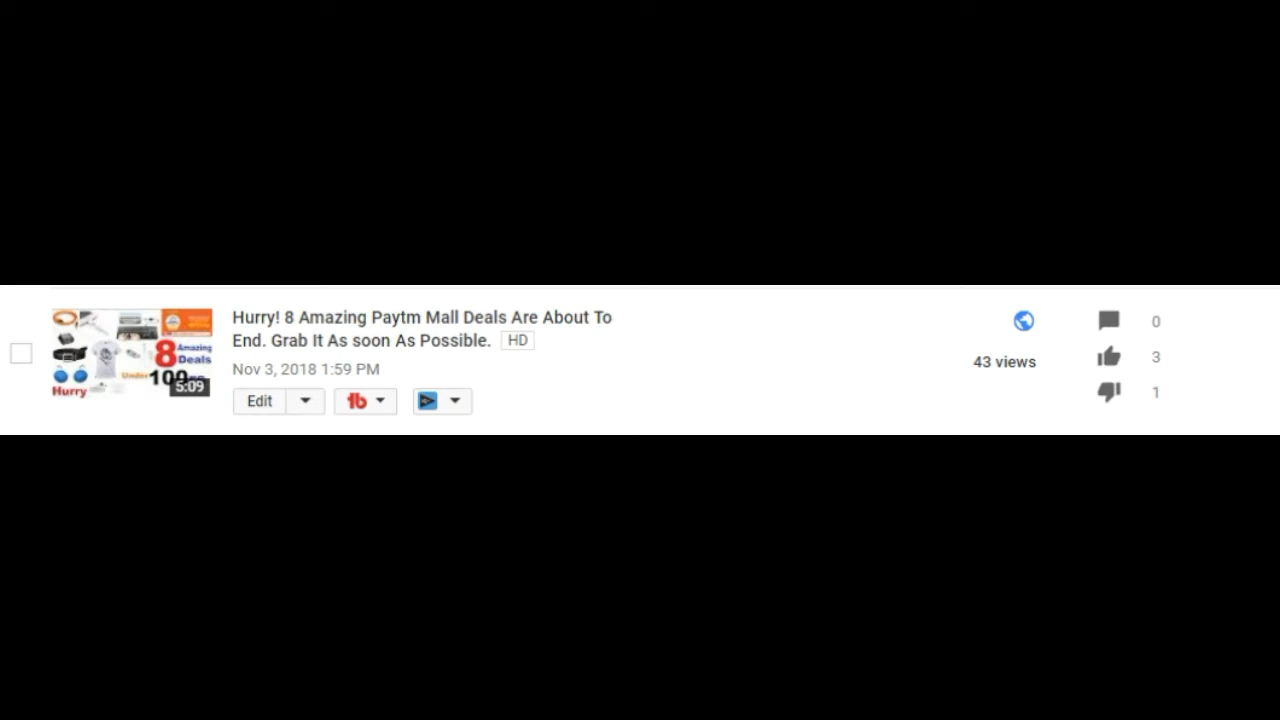 Hurry! 8 Amazing Paytm Mall Deals Are About To
End. Grab It As soon As Possible. HD
Nov 3, 2018 1:59 PM
Edit
43 views
0
3
1
8 Amazing
Deals
Under 100
5:09
Hurry